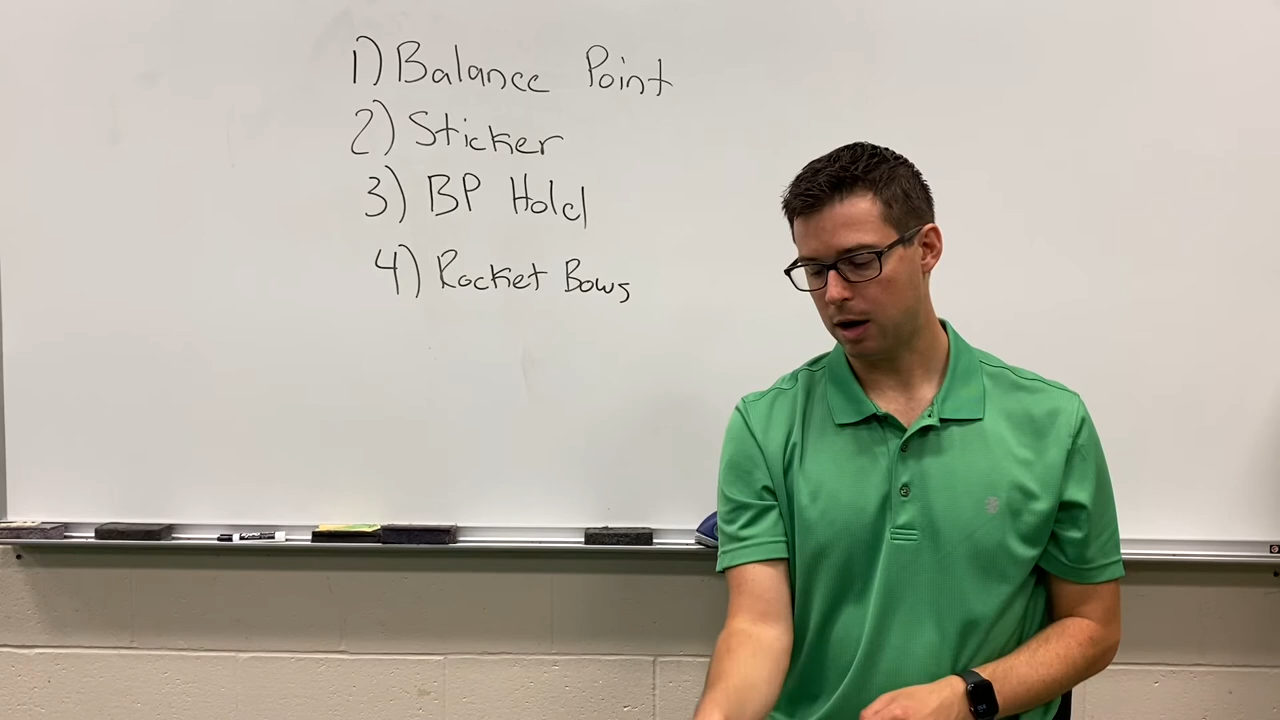 1) Balance Point
2) Sticker
3) BP Hold
4) Rocket Bows